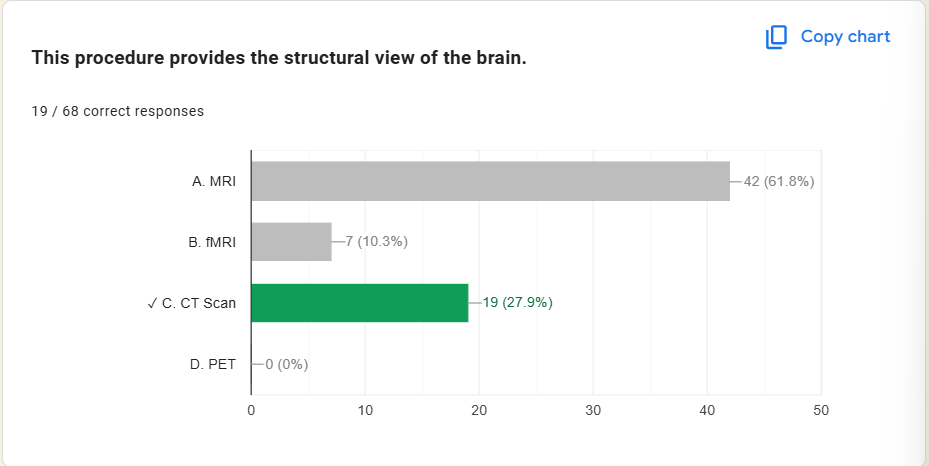 Copy chart
This procedure provides the structural view of the brain.
19 / 68 correct responses
A. MRI
42 (61.8%)
B. fMRI
7 (10.3%)
✓ C. CT Scan
19 (27.9%)
D. PET
0 (0%)
0 10 20 30 40 50